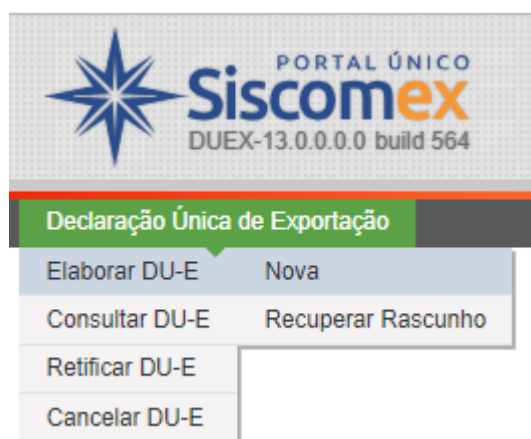 PORTAL ÚNICO
Siscomex
DUEX-13.0.0.0.0 build 564
Declaração Única de Exportação
Elaborar DU-E Nova
Consultar DU-E Recuperar Rascunho
Retificar DU-E
Cancelar DU-E